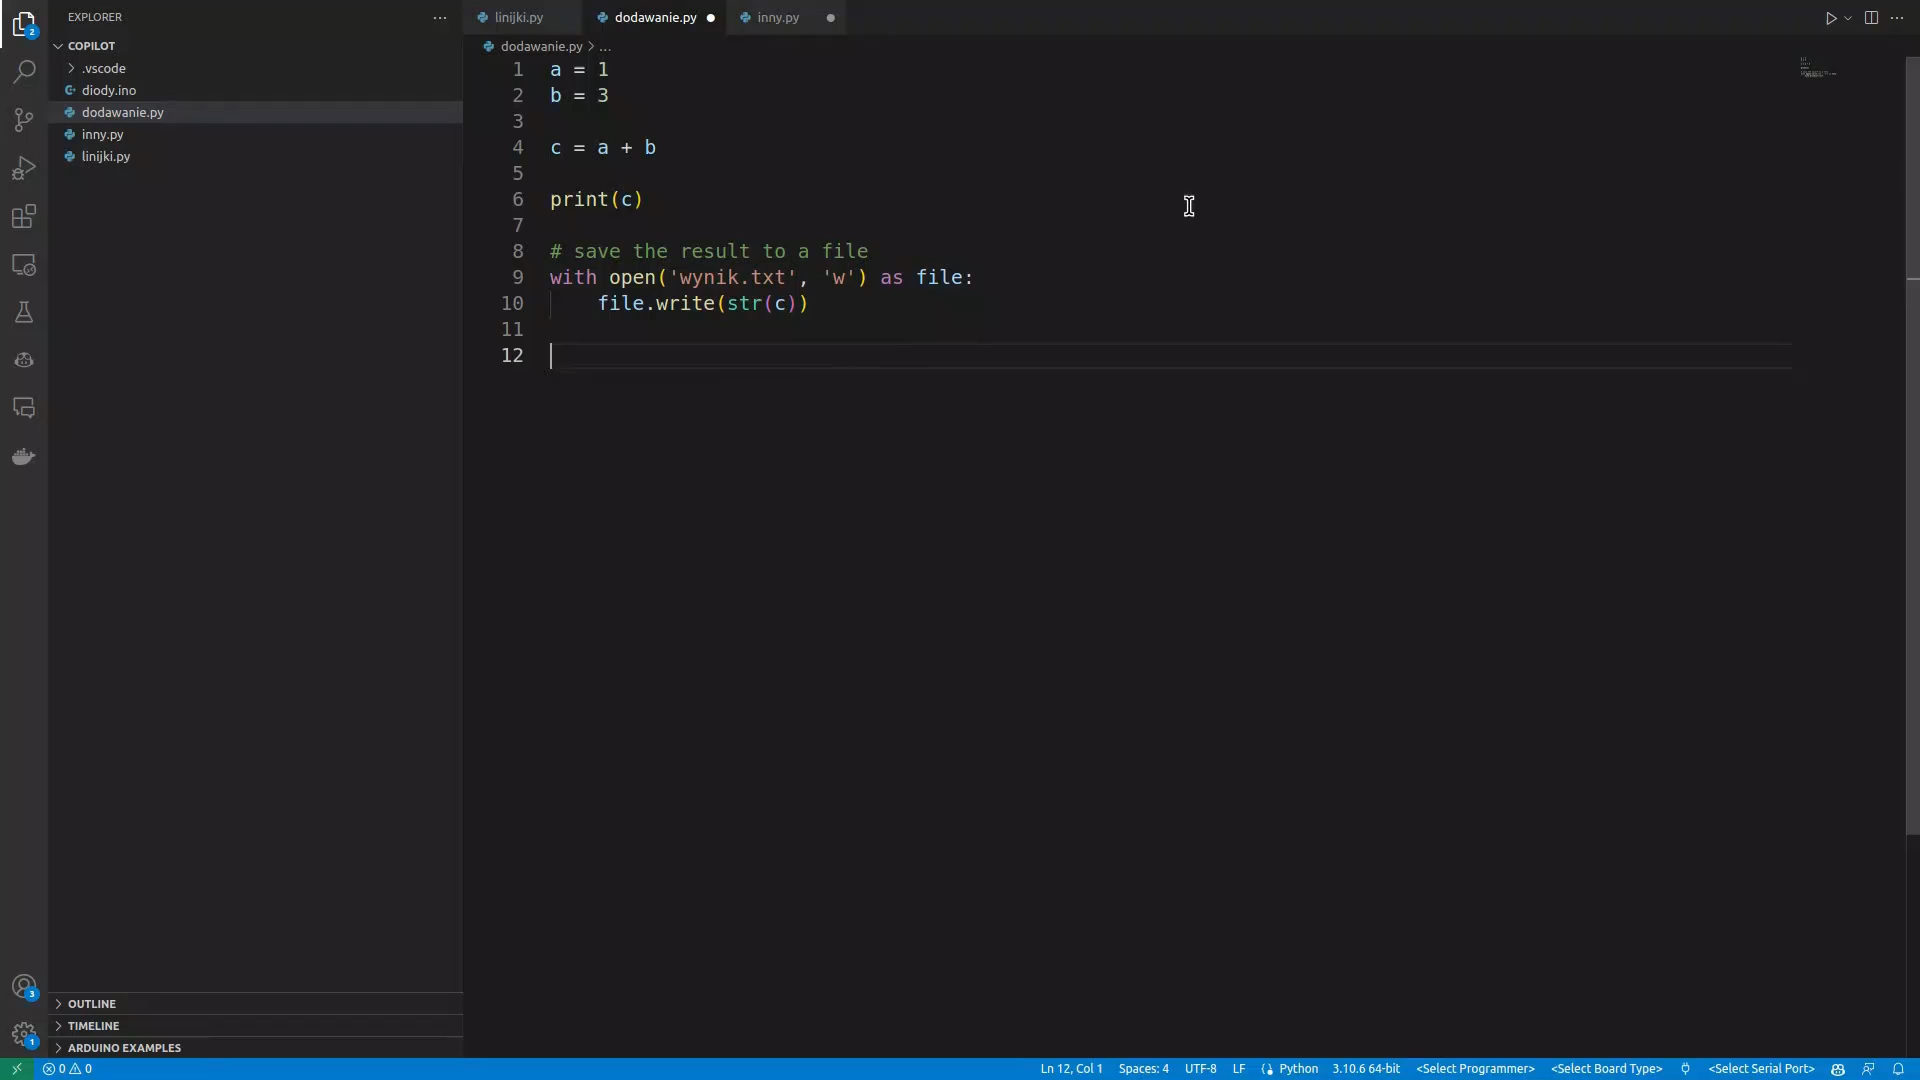 EXPLORER
COPILOT
.vscode
diody.ino
dodawanie.py
inny.py
linijki.py
OUTLINE
TIMELINE
ARDUINO EXAMPLES
linijki.py
dodawanie.py
inny.py
dodawanie.py > ...
1 a = 1
2 b = 3
3
4 c = a + b
5
6 print(c)
7
8 # save the result to a file
9 with open('wynik.txt', 'w') as file:
10     file.write(str(c))
11
12
2
3
1
0 0 Ln 12, Col 1 Spaces: 4 UTF-8 LF Python 3.10.6 64-bit <Select Programmer> <Select Board Type> <Select Serial Port>